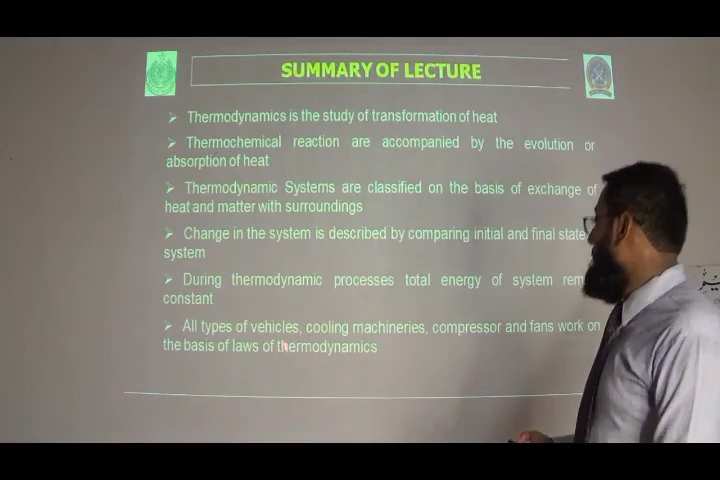 SUMMARY OF LECTURE
➢ Thermodynamics is the study of transformation of heat
➢ Thermochemical reaction are accompanied by the evolution or
absorption of heat
➢ Thermodynamic Systems are classified on the basis of exchange of
heat and matter with surroundings
➢ Change in the system is described by comparing initial and final state
system
➢ During thermodynamic processes total energy of system rem
constant
➢ All types of vehicles, cooling machineries, compressor and fans work on
the basis of laws of thermodynamics